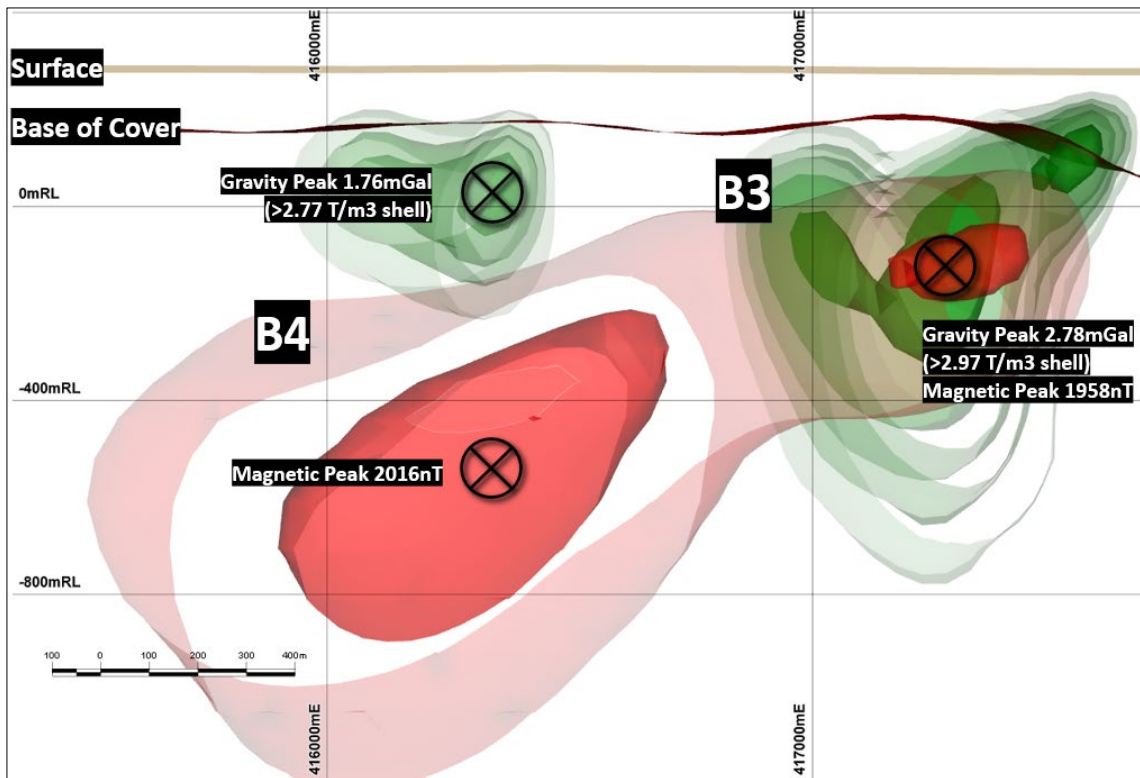 416000mE
417000mE
Surface
Base of Cover
Gravity Peak 1.76mGal
(>2.77 T/m3 shell)
B3
0mRL
B4
Gravity Peak 2.78mGal
(>2.97 T/m3 shell)
Magnetic Peak 1958nT
-400mRL
Magnetic Peak 2016nT
-800mRL
100 0 100 200 300 400m
416000mE
417000mE